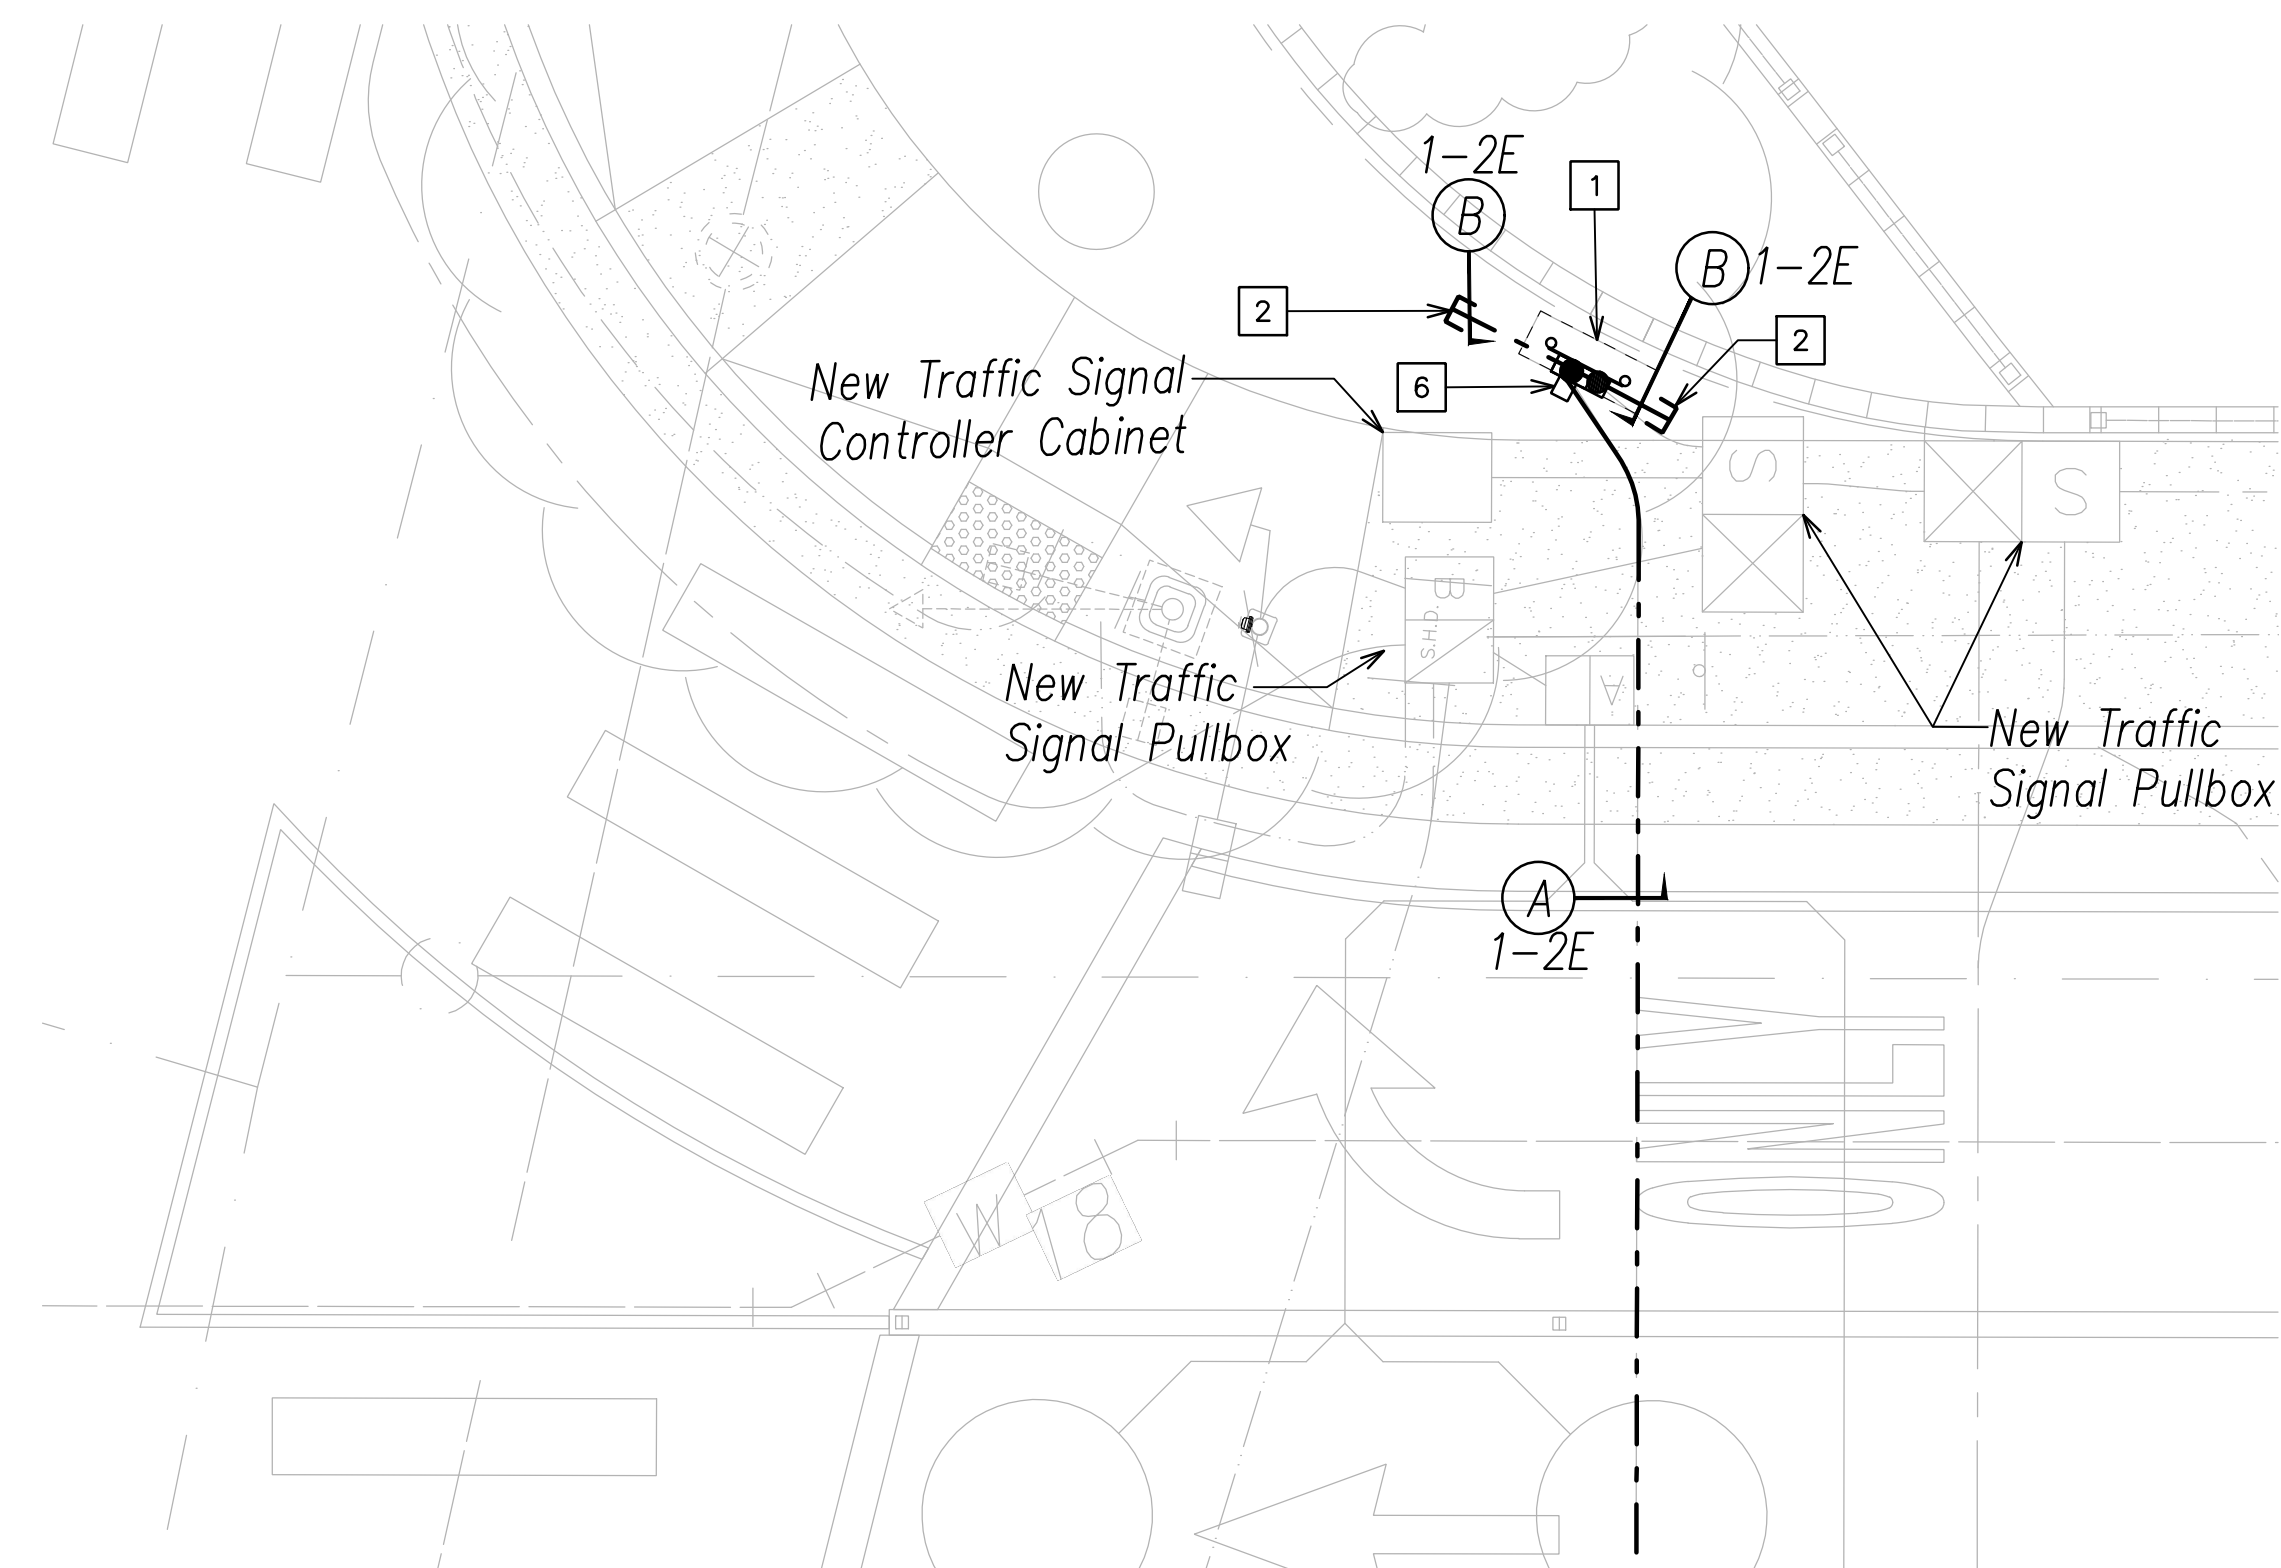 1-2E
B
1
B
1-2E
2
2
6
New Traffic Signal
Controller Cabinet
S
S
B
S.H.D.
A
New Traffic
Signal Pullbox
New Traffic
Signal Pullbox
A
1-2E
ONLY
W
L8